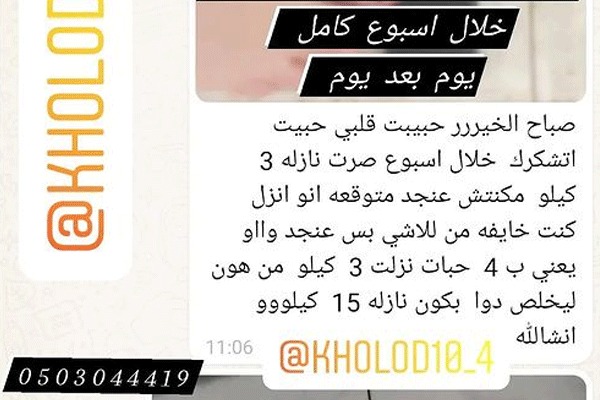 خلال اسبوع كامل
يوم بعد يوم
@KHOLOD
صباح الخيررر حبيبت قلبي حبيت
اتشكرك خلال اسبوع صرت نازله 3
كيلو مكنتش عنجد متوقعه انو انزل
كنت خايفه من للاشي بس عنجد وااو
يعني ب 4 حبات نزلت 3 كيلو من هون
ليخلص دوا بكون نازله 15 كيلووو
انشالله
11:06
@KHOLOD10_4
0503044419